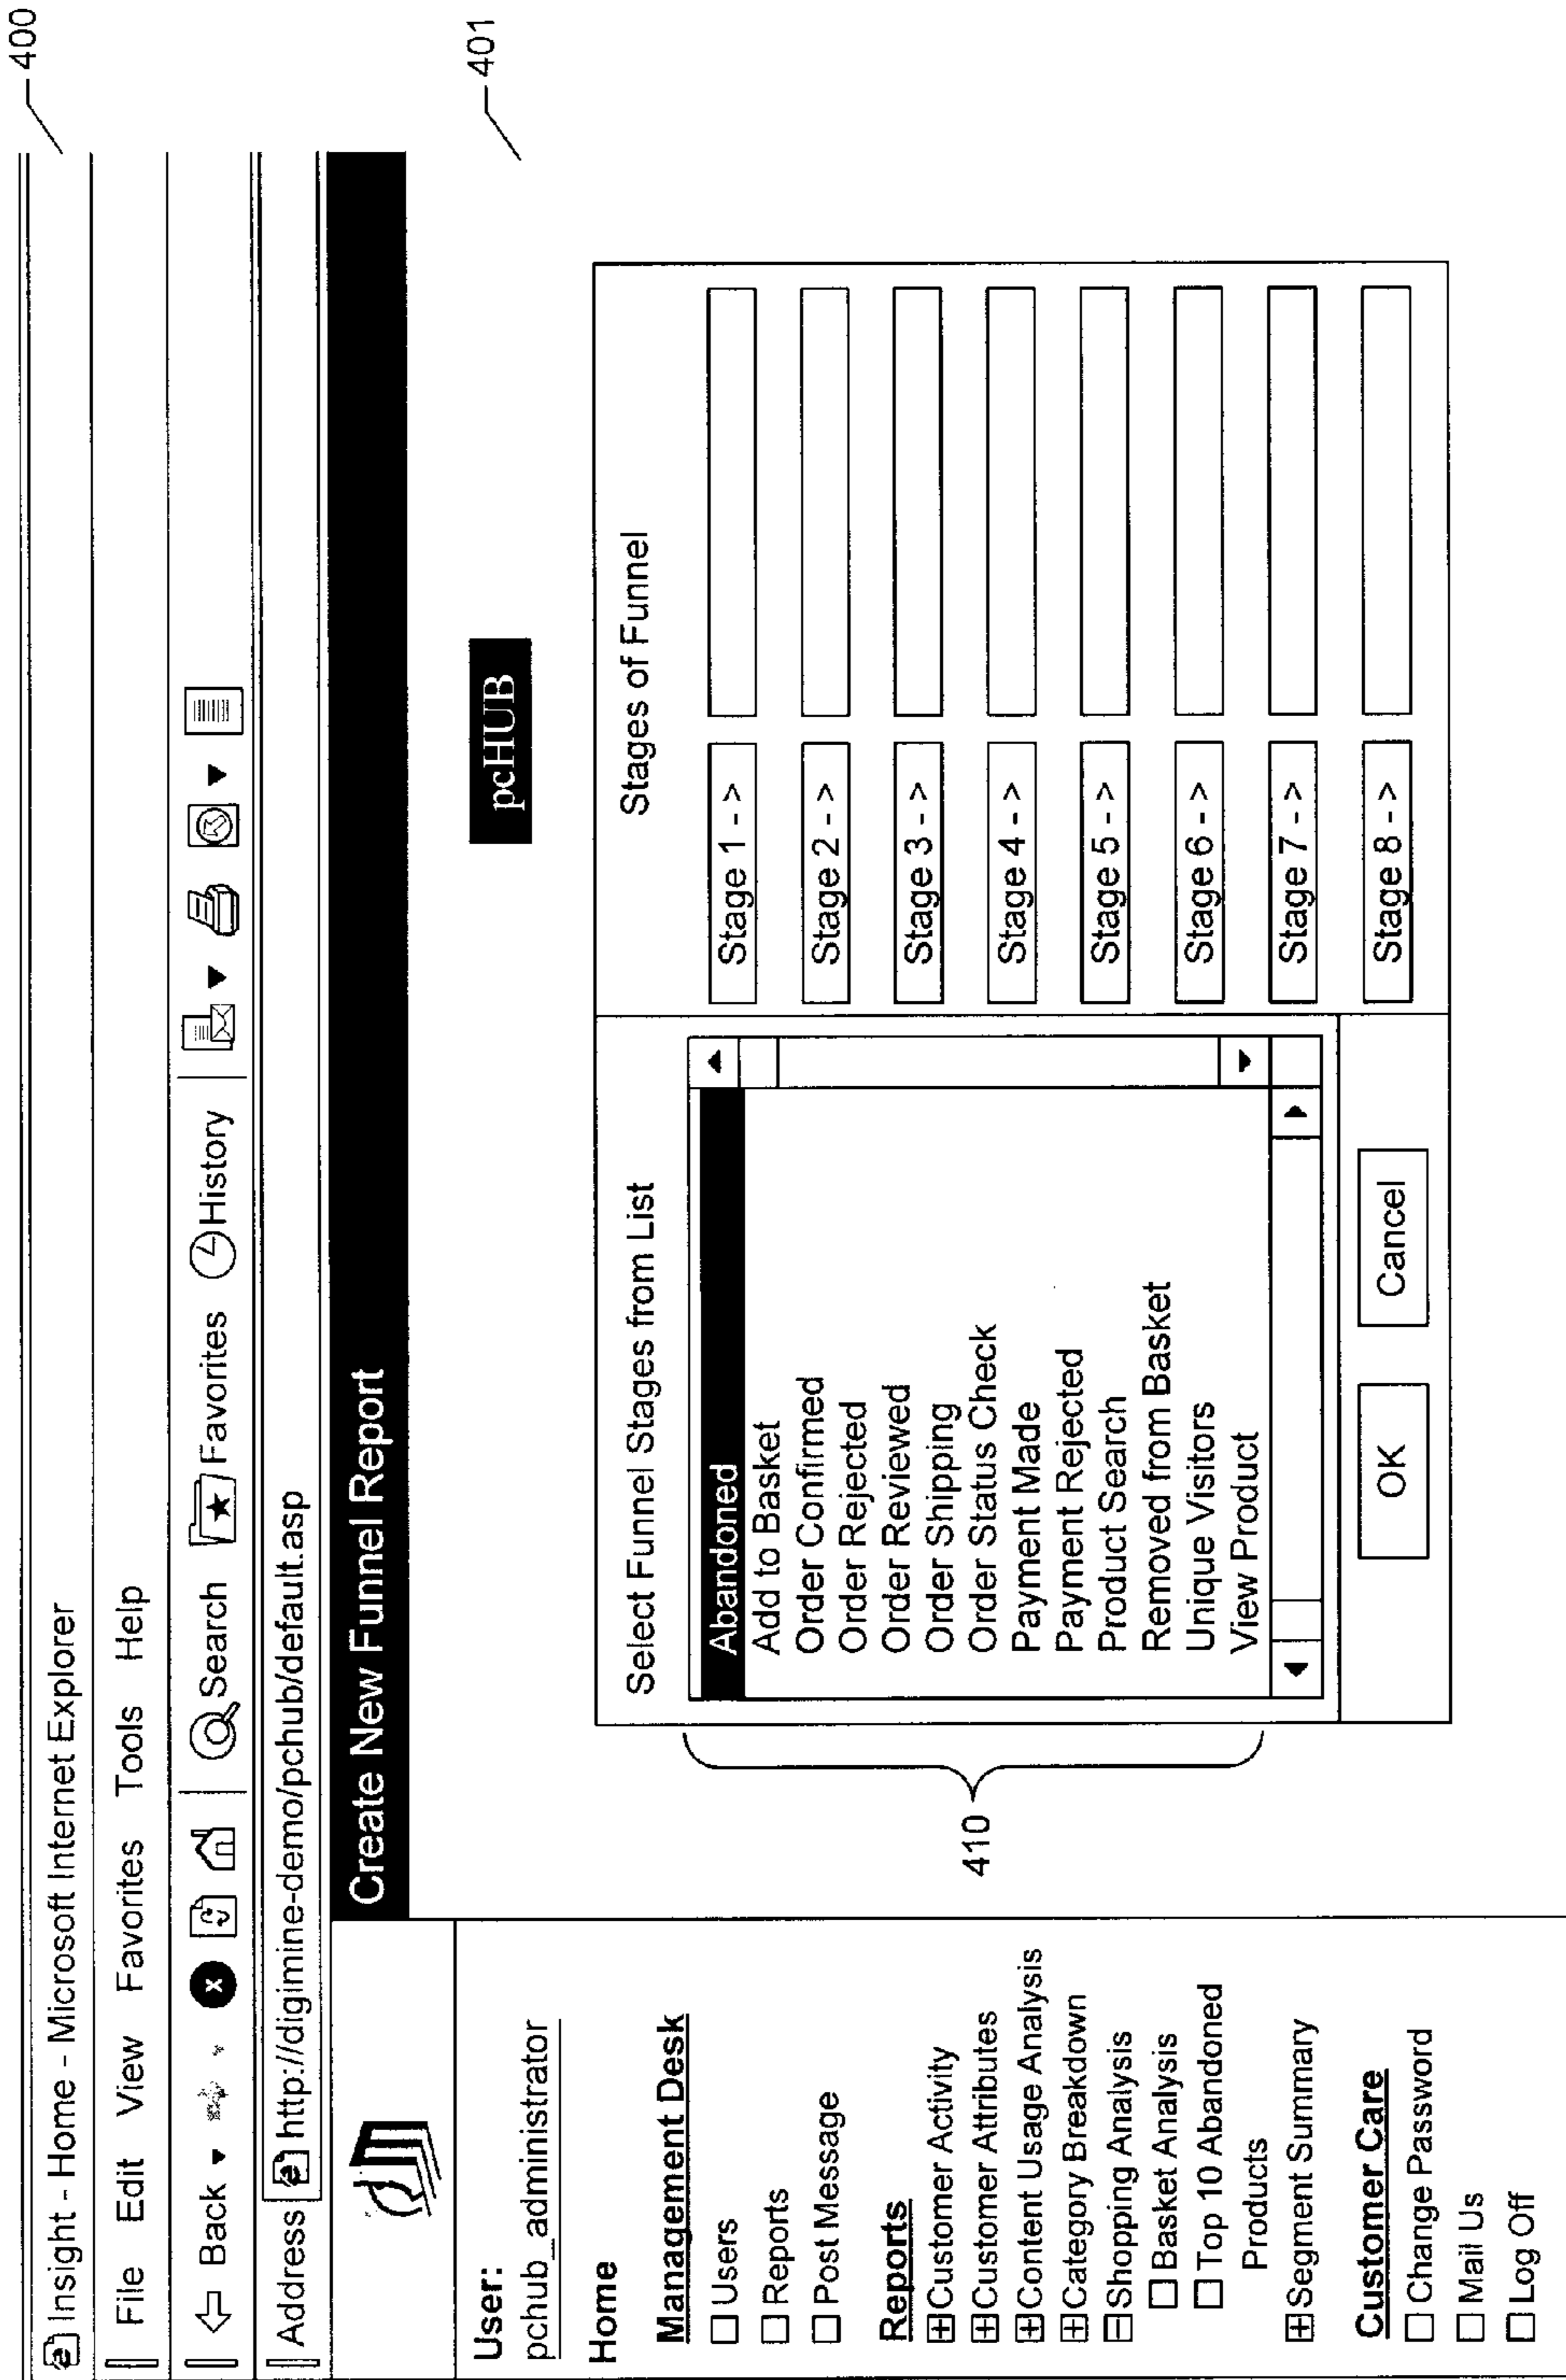 Insight - Home - Microsoft Internet Explorer
400
File Edit View Favorites Tools Help
Back Search Favorites History
Address http://digimine-demo/pchub/default.asp
Create New Funnel Report
401
User:
pchub_administrator
Home
Management Desk
Users
Reports
Post Message
Reports
Customer Activity
Customer Attributes
Content Usage Analysis
Category Breakdown
Shopping Analysis
Basket Analysis
Top 10 Abandoned
Products
Segment Summary
Customer Care
Change Password
Mail Us
Log Off
pcHUB
410
Select Funnel Stages from List
Abandoned
Add to Basket
Order Confirmed
Order Rejected
Order Reviewed
Order Shipping
Order Status Check
Payment Made
Payment Rejected
Product Search
Removed from Basket
Unique Visitors
View Product
OK Cancel
Stages of Funnel
Stage 1 - >
Stage 2 - >
Stage 3 - >
Stage 4 - >
Stage 5 - >
Stage 6 - >
Stage 7 - >
Stage 8 - >